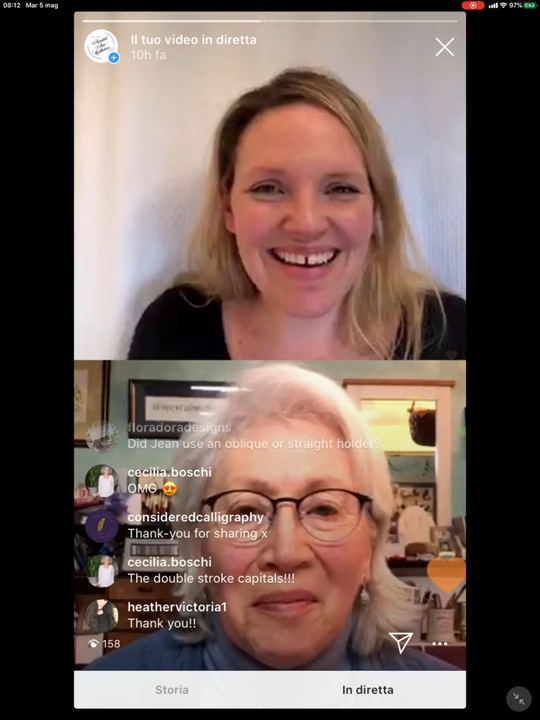 08:12 Mar 5 mag
97%
Il tuo video in diretta
10h fa
floradoradesigns
Did Jean use an oblique or straight holder?
cecilia.boschi
OMG 😍
consideredcalligraphy
Thank-you for sharing x
cecilia.boschi
The double stroke capitals!!!
heathervictoria1
Thank you!!
158
Storia
In diretta